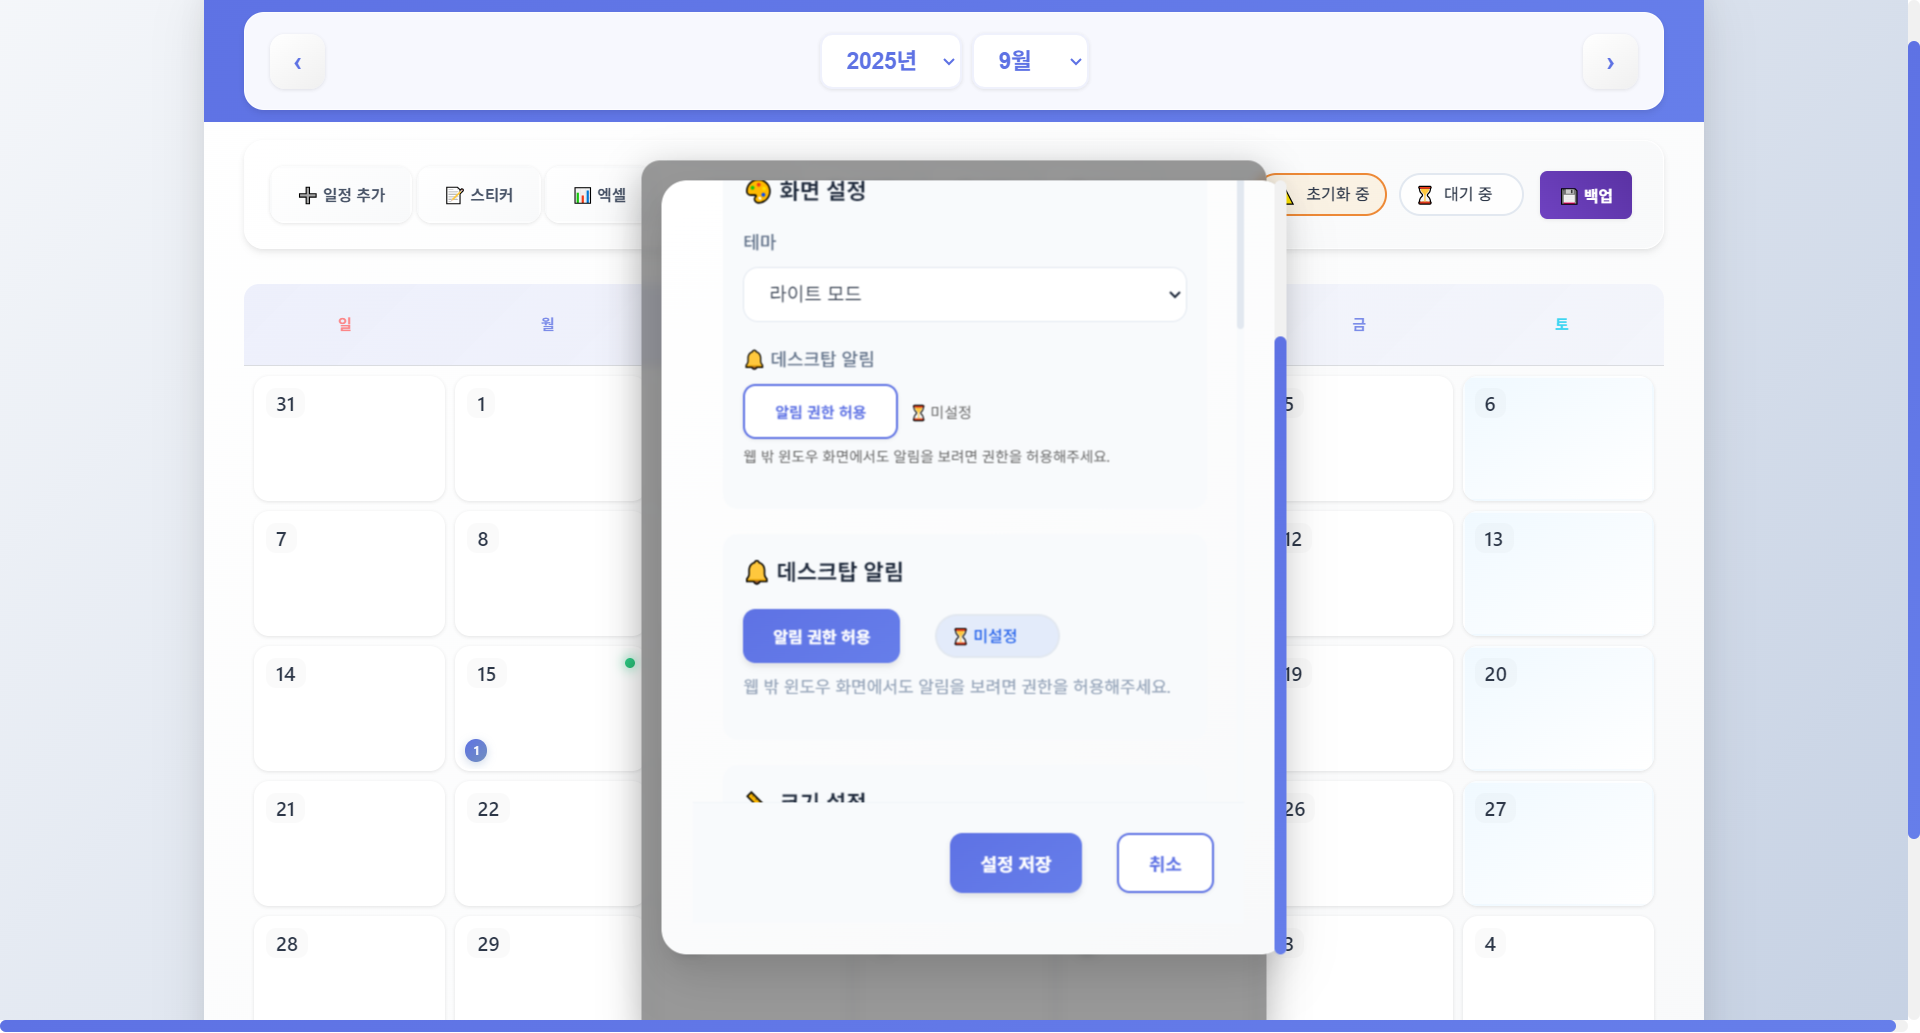 ‹
2025년
9월
›
일정 추가
스티커
엑셀
초기화 중
대기 중
백업
화면 설정
테마
라이트 모드
데스크탑 알림
알림 권한 허용
미설정
웹 밖 윈도우 화면에서도 알림을 보려면 권한을 허용해주세요.
데스크탑 알림
알림 권한 허용
미설정
웹 밖 윈도우 화면에서도 알림을 보려면 권한을 허용해주세요.
크기 설정
설정 저장
취소
일
월
금
토
31
1
5
6
7
8
12
13
14
15
1
19
20
21
22
26
27
28
29
3
4